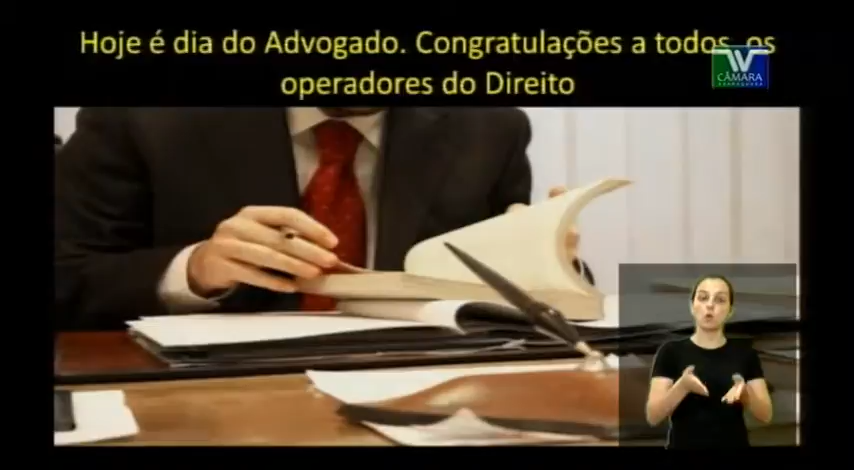 Hoje é dia do Advogado. Congratulações a todos os
operadores do Direito
TV
CÂMARA